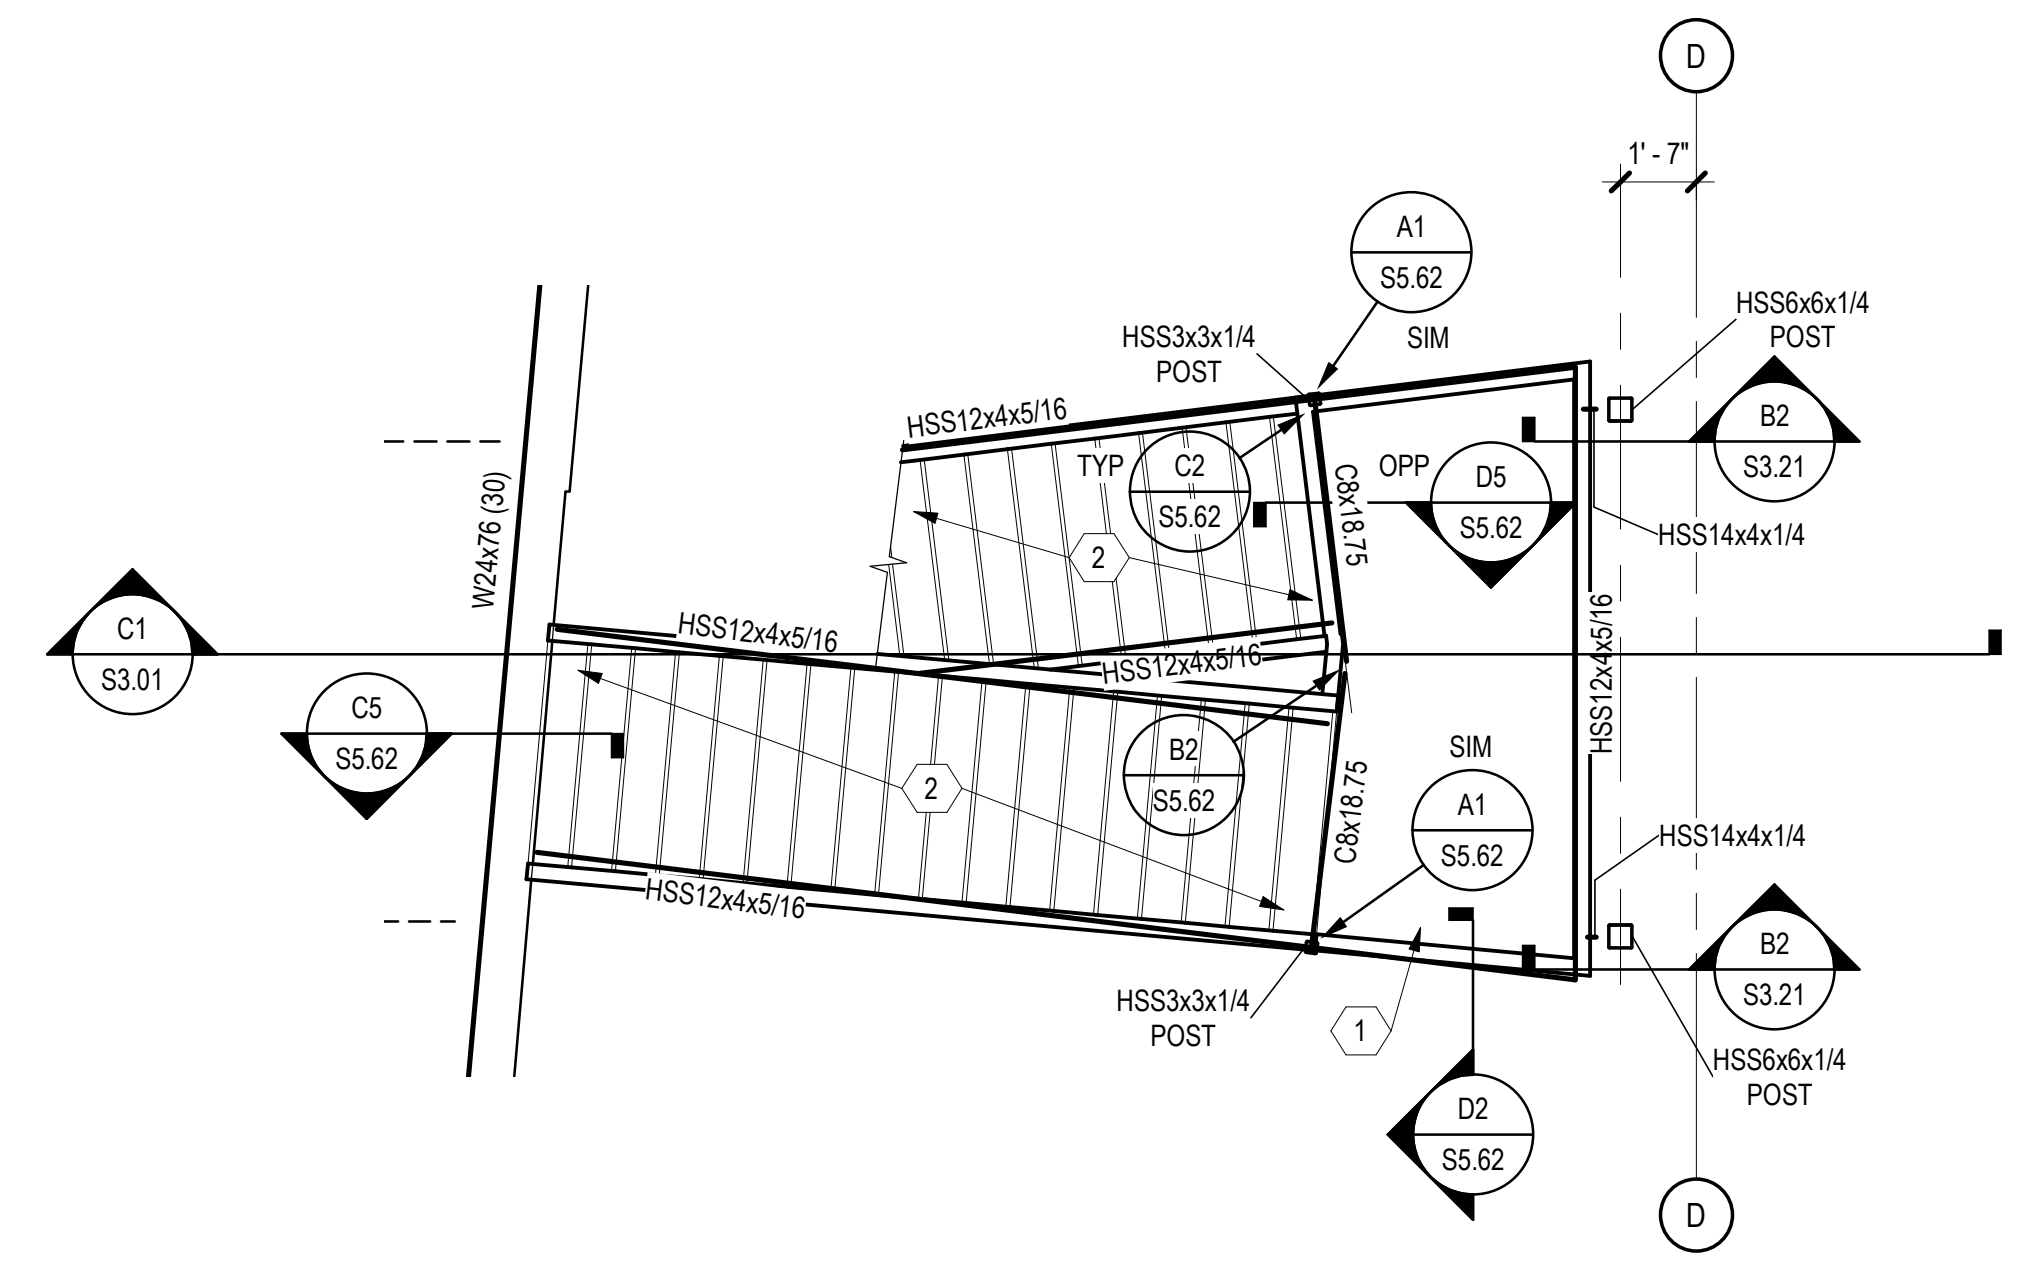 D
1' - 7"
A1
S5.62
SIM
HSS3x3x1/4
POST
HSS6x6x1/4
POST
HSS12x4x5/16
B2
S3.21
TYP
C2
S5.62
OPP
D5
S5.62
C8x18.75
HSS14x4x1/4
W24x76 (30)
2
C1
S3.01
HSS12x4x5/16
HSS12x4x5/16
HSS12x4x5/16
C5
S5.62
B2
S5.62
2
SIM
A1
S5.62
C8x18.75
HSS14x4x1/4
HSS12x4x5/16
B2
S3.21
HSS3x3x1/4
POST
1
HSS6x6x1/4
POST
D2
S5.62
D